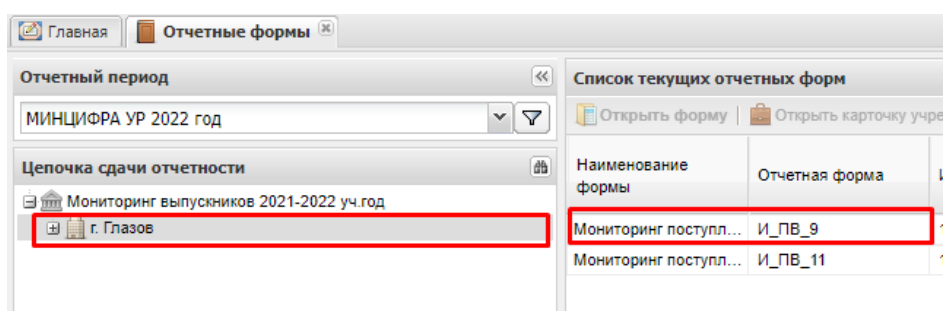 Главная
Отчетные формы
Отчетный период
МИНЦИФРА УР 2022 год
Цепочка сдачи отчетности
Мониторинг выпускников 2021-2022 уч.год
г. Глазов
Список текущих отчетных форм
Открыть форму Открыть карточку учре
Наименование формы Отчетная форма
Мониторинг поступл... И_ПВ_9
Мониторинг поступл... И_ПВ_11